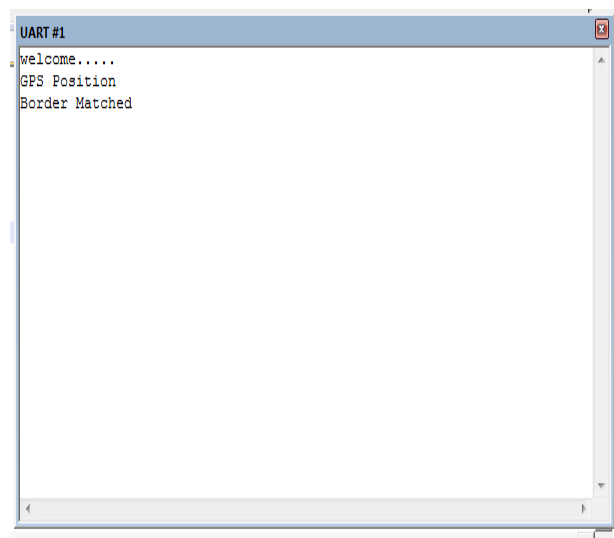 UART #1
welcome.....
GPS Position
Border Matched